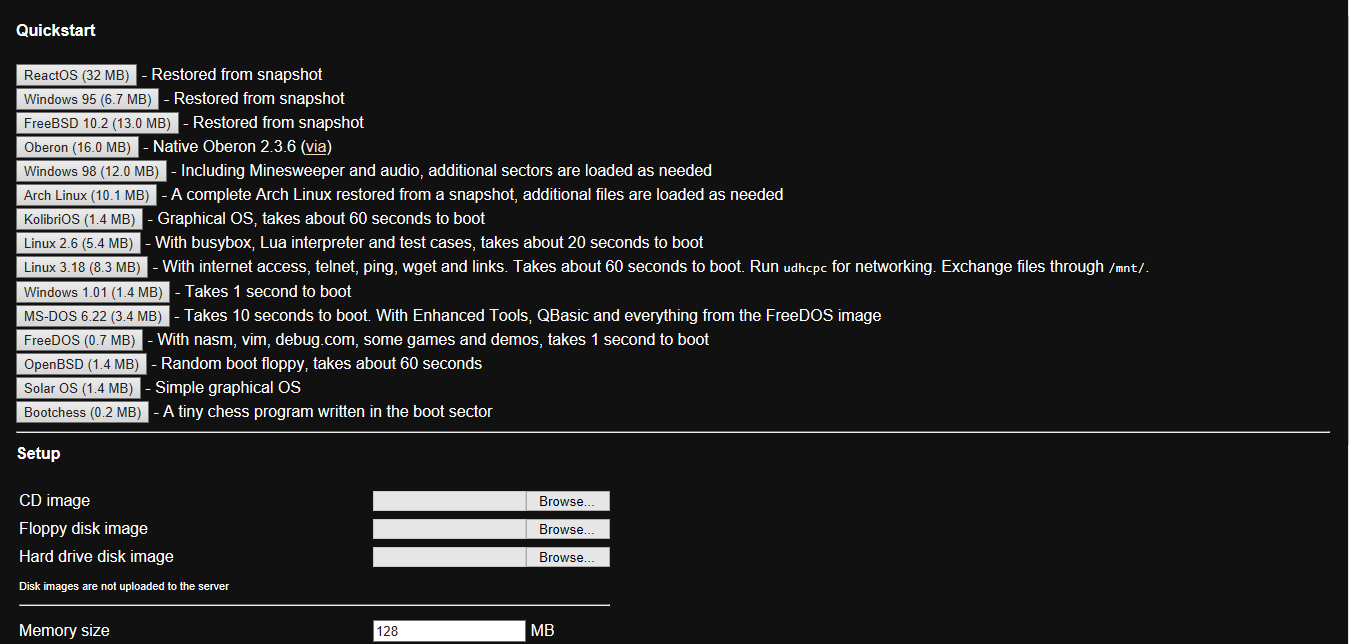 Quickstart
ReactOS (32 MB) - Restored from snapshot
Windows 95 (6.7 MB) - Restored from snapshot
FreeBSD 10.2 (13.0 MB) - Restored from snapshot
Oberon (16.0 MB) - Native Oberon 2.3.6 (via)
Windows 98 (12.0 MB) - Including Minesweeper and audio, additional sectors are loaded as needed
Arch Linux (10.1 MB) - A complete Arch Linux restored from a snapshot, additional files are loaded as needed
KolibriOS (1.4 MB) - Graphical OS, takes about 60 seconds to boot
Linux 2.6 (5.4 MB) - With busybox, Lua interpreter and test cases, takes about 20 seconds to boot
Linux 3.18 (8.3 MB) - With internet access, telnet, ping, wget and links. Takes about 60 seconds to boot. Run udhcpc for networking. Exchange files through /mnt/.
Windows 1.01 (1.4 MB) - Takes 1 second to boot
MS-DOS 6.22 (3.4 MB) - Takes 10 seconds to boot. With Enhanced Tools, QBasic and everything from the FreeDOS image
FreeDOS (0.7 MB) - With nasm, vim, debug.com, some games and demos, takes 1 second to boot
OpenBSD (1.4 MB) - Random boot floppy, takes about 60 seconds
Solar OS (1.4 MB) - Simple graphical OS
Bootchess (0.2 MB) - A tiny chess program written in the boot sector
Setup
CD image Browse...
Floppy disk image Browse...
Hard drive disk image Browse...
Disk images are not uploaded to the server
Memory size 128 MB